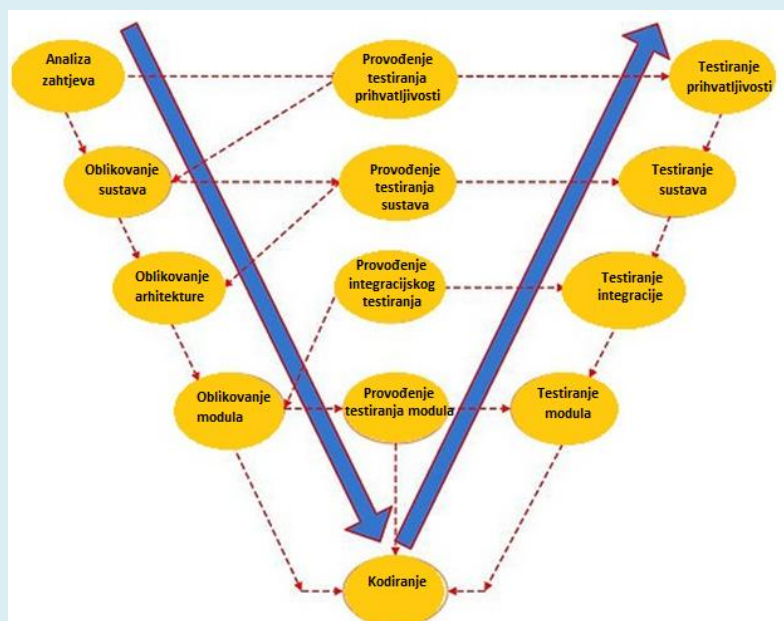 Analiza
zahtjeva
Provođenje
testiranja
prihvatljivosti
Testiranje
prihvatljivosti
Oblikovanje
sustava
Provođenje
testiranja
sustava
Testiranje
sustava
Oblikovanje
arhitekture
Provođenje
integracijskog
testiranja
Testiranje
integracije
Oblikovanje
modula
Provođenje
testiranja modula
Testiranje
modula
Kodiranje